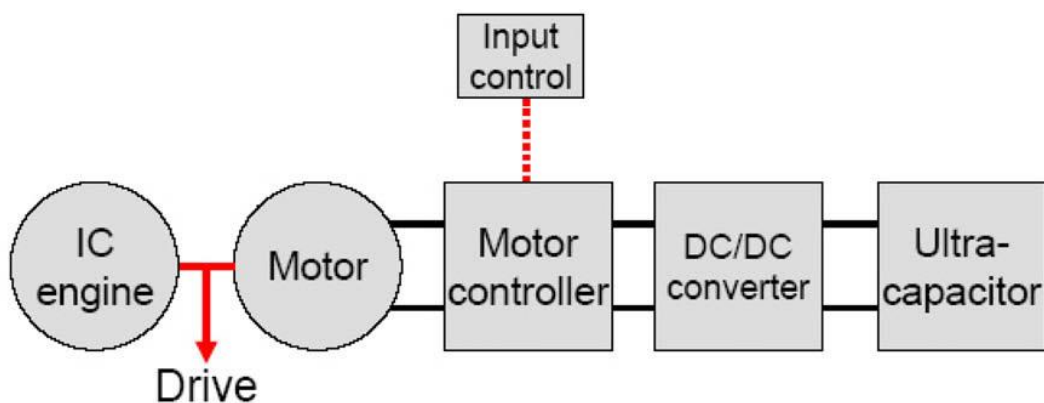 Input
control
IC
engine
Motor
Motor
controller
DC/DC
converter
Ultra-
capacitor
Drive